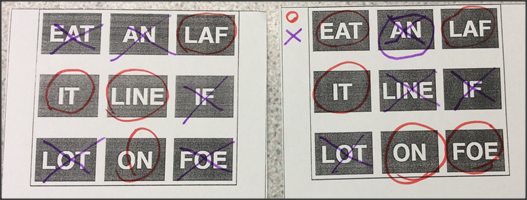 EAT AN LAF
IT LINE IF
LOT ON FOE
O
X
EAT AN LAF
IT LINE IF
LOT ON FOE